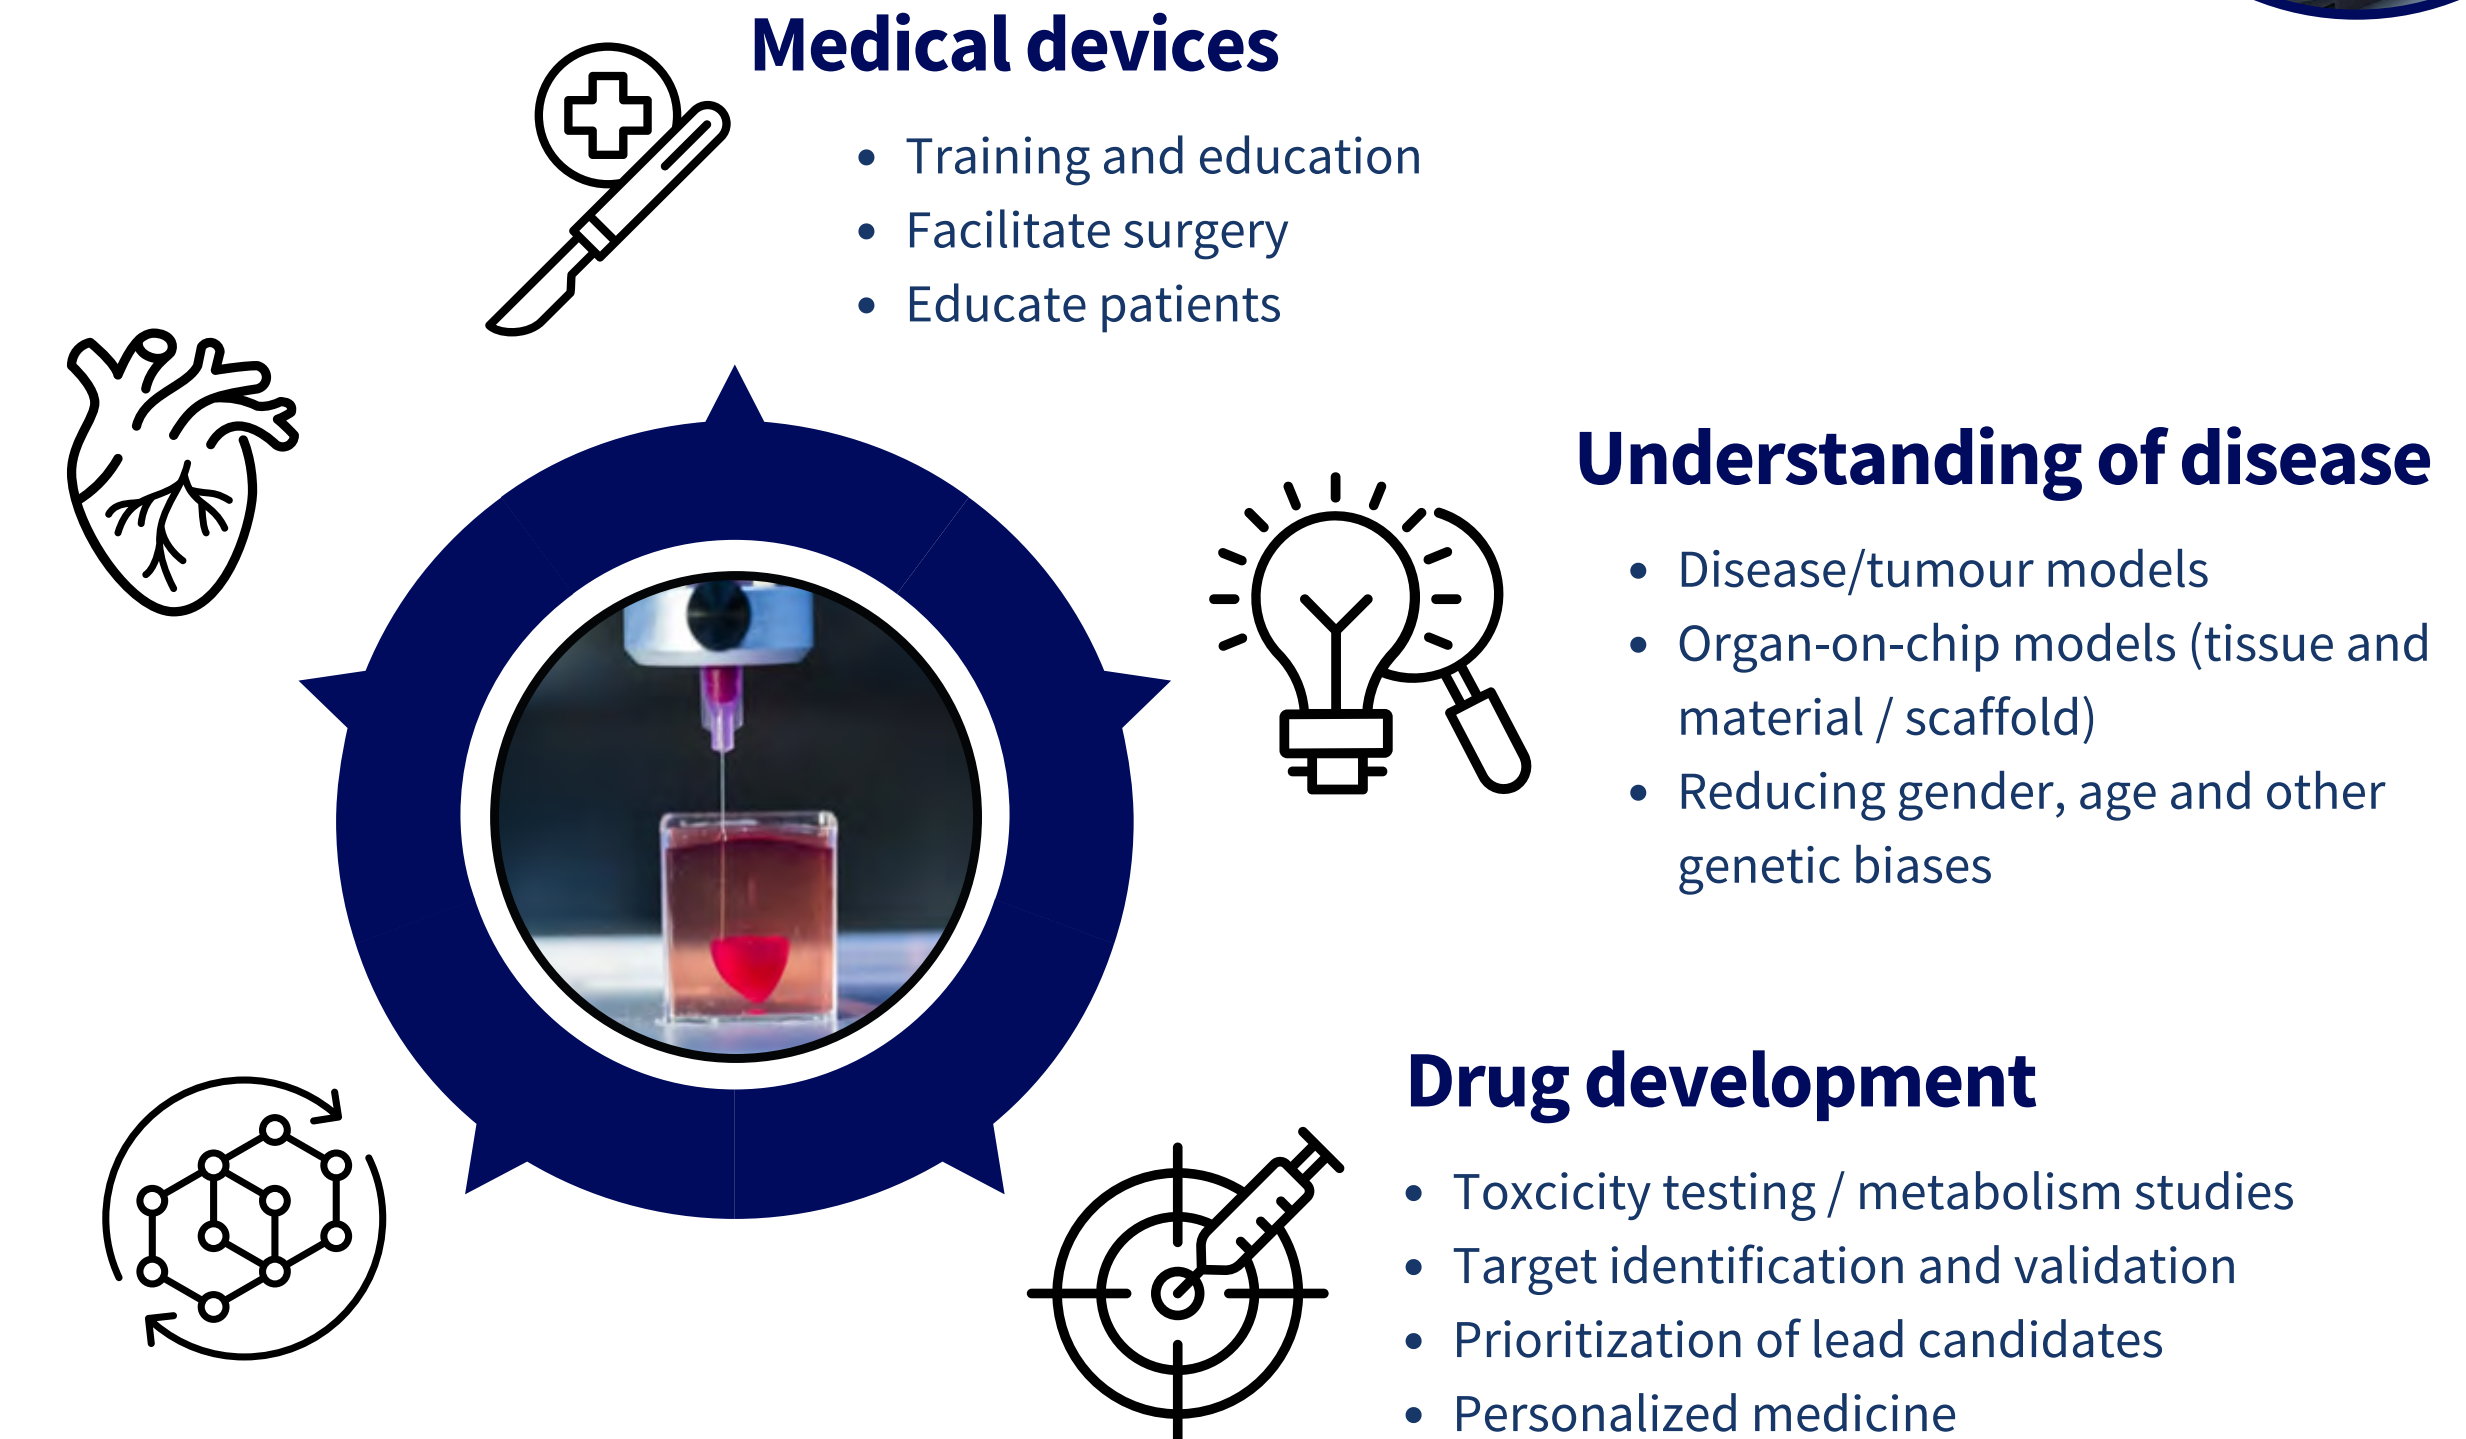 Medical devices
• Training and education
• Facilitate surgery
• Educate patients
Understanding of disease
• Disease/tumour models
• Organ-on-chip models (tissue and
material / scaffold)
• Reducing gender, age and other
genetic biases
Drug development
• Toxcicity testing / metabolism studies
• Target identification and validation
• Prioritization of lead candidates
• Personalized medicine